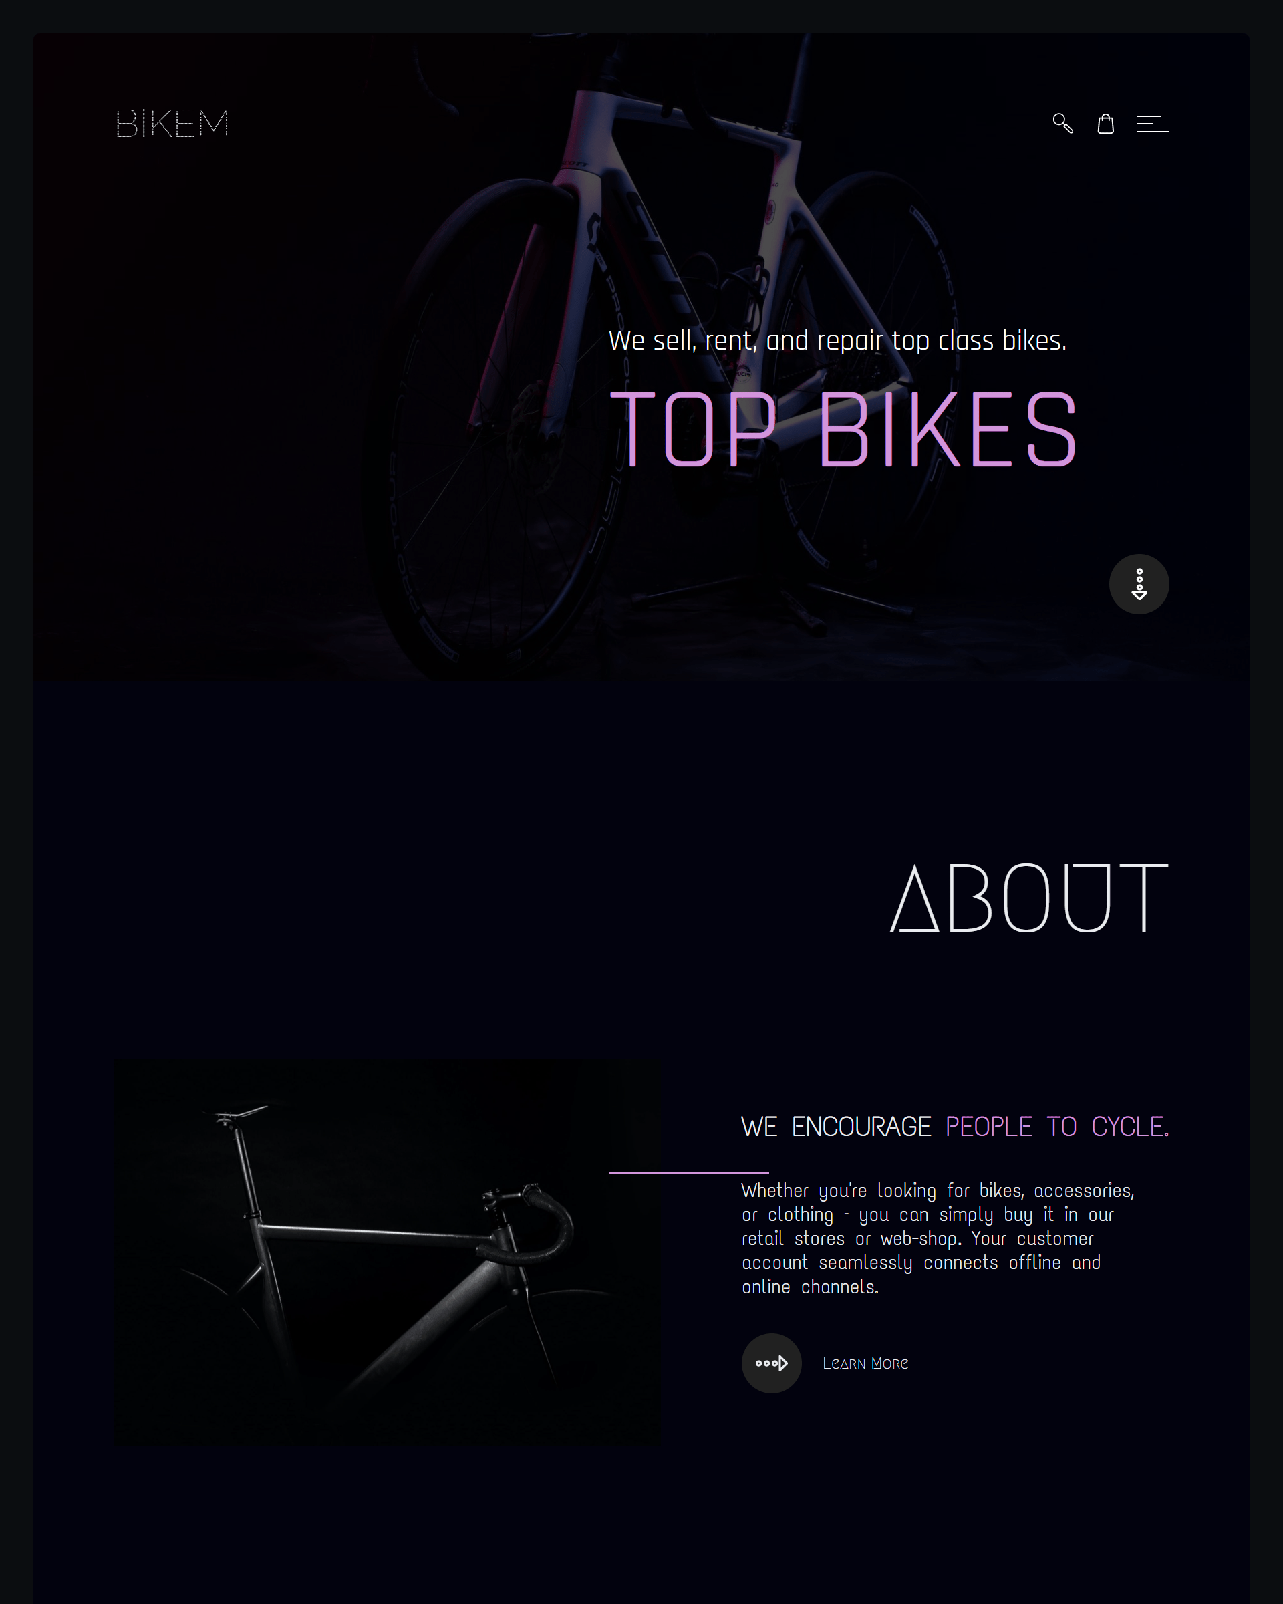 BIKEM
We sell, rent, and repair top class bikes.
TOP BIKES
ABOUT
WE ENCOURAGE PEOPLE TO CYCLE.
Whether you're looking for bikes, accessories,
or clothing - you can simply buy it in our
retail stores or web-shop. Your customer
account seamlessly connects offline and
online channels.
Learn More